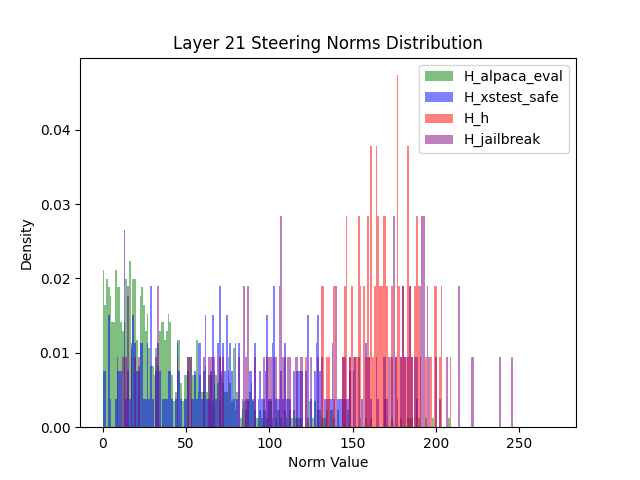 Layer 21 Steering Norms Distribution
H_alpaca_eval
H_xstest_safe
H_h
H_jailbreak
0.04
0.03
0.02
0.01
0.00
Density
0 50 100 150 200 250
Norm Value